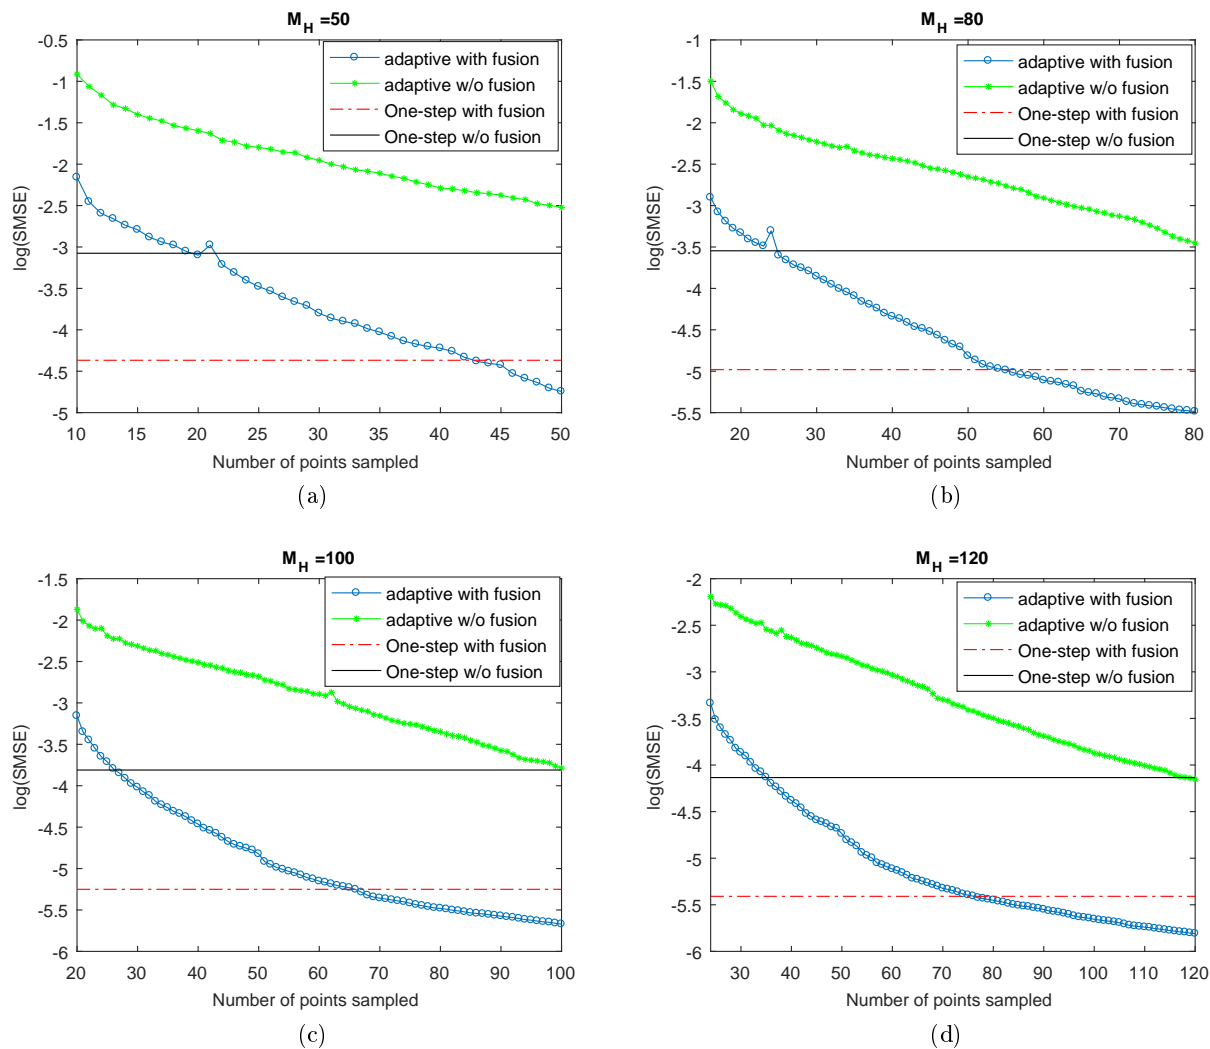 M_H =50
log(SMSE)
-0.5
-1
-1.5
-2
-2.5
-3
-3.5
-4
-4.5
-5
adaptive with fusion
adaptive w/o fusion
One-step with fusion
One-step w/o fusion
10 15 20 25 30 35 40 45 50
Number of points sampled
(a)
M_H =80
log(SMSE)
-1
-1.5
-2
-2.5
-3
-3.5
-4
-4.5
-5
-5.5
adaptive with fusion
adaptive w/o fusion
One-step with fusion
One-step w/o fusion
20 30 40 50 60 70 80
Number of points sampled
(b)
M_H =100
log(SMSE)
-1.5
-2
-2.5
-3
-3.5
-4
-4.5
-5
-5.5
-6
adaptive with fusion
adaptive w/o fusion
One-step with fusion
One-step w/o fusion
20 30 40 50 60 70 80 90 100
Number of points sampled
(c)
M_H =120
log(SMSE)
-2
-2.5
-3
-3.5
-4
-4.5
-5
-5.5
-6
adaptive with fusion
adaptive w/o fusion
One-step with fusion
One-step w/o fusion
30 40 50 60 70 80 90 100 110 120
Number of points sampled
(d)